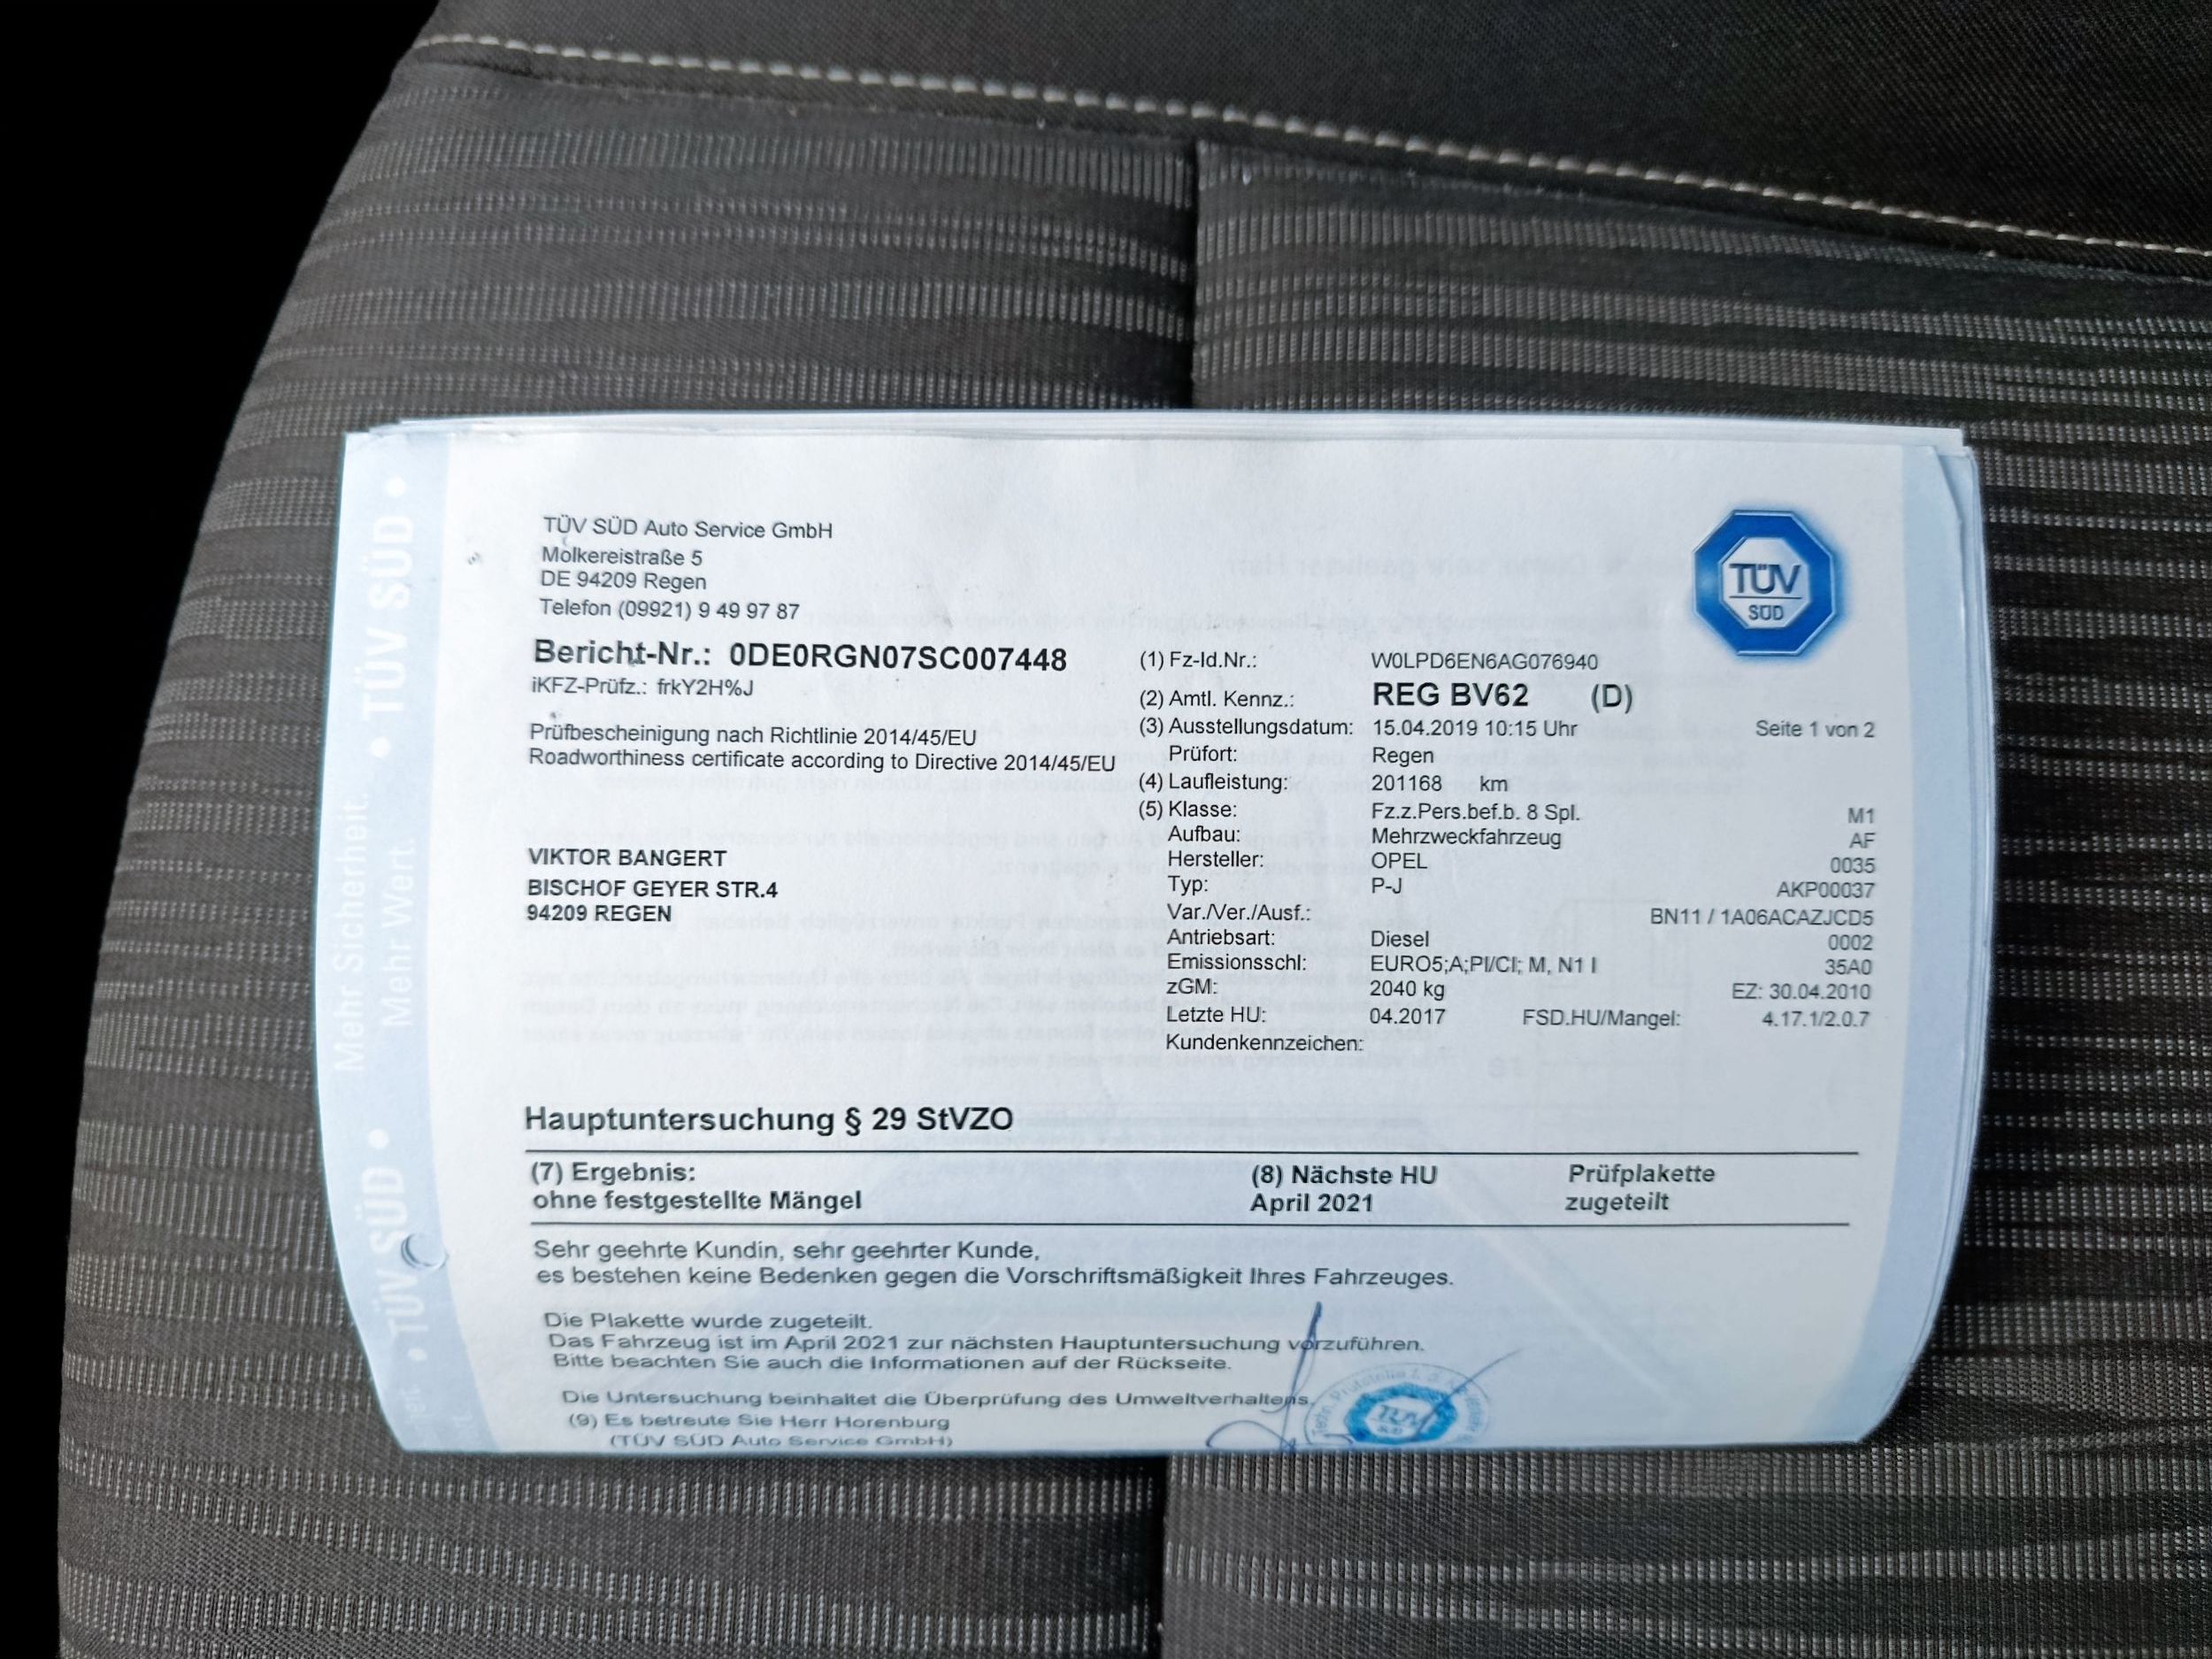 TÜV SÜD Auto Service GmbH
Molkereistraße 5
DE 94209 Regen
Telefon (09921) 9 49 97 87
TÜV
SÜD
Bericht-Nr.: 0DE0RGN07SC007448
iKFZ-Prüfz.: frkY2H%J
Prüfbescheinigung nach Richtlinie 2014/45/EU
Roadworthiness certificate according to Directive 2014/45/EU
VIKTOR BANGERT
BISCHOF GEYER STR.4
94209 REGEN
(1) Fz-Id.Nr.: W0LPD6EN6AG076940
(2) Amtl. Kennz.: REG BV62 (D)
(3) Ausstellungsdatum: 15.04.2019 10:15 Uhr Seite 1 von 2
Prüfort: Regen
(4) Laufleistung: 201168 km
(5) Klasse: Fz.z.Pers.bef.b. 8 Spl. M1
Aufbau: Mehrzweckfahrzeug AF
Hersteller: OPEL 0035
Typ: P-J AKP00037
Var./Ver./Ausf.: BN11 / 1A06ACAZJCD5
Antriebsart: Diesel 0002
Emissionsschl: EURO5;A;PI/CI; M, N1 I 35A0
zGM: 2040 kg EZ: 30.04.2010
Letzte HU: 04.2017 FSD.HU/Mangel: 4.17.1/2.0.7
Kundenkennzeichen:
Hauptuntersuchung § 29 StVZO
(7) Ergebnis: (8) Nächste HU Prüfplakette
ohne festgestellte Mängel April 2021 zugeteilt
Sehr geehrte Kundin, sehr geehrter Kunde,
es bestehen keine Bedenken gegen die Vorschriftsmäßigkeit Ihres Fahrzeuges.
Die Plakette wurde zugeteilt.
Das Fahrzeug ist im April 2021 zur nächsten Hauptuntersuchung vorzuführen.
Bitte beachten Sie auch die Informationen auf der Rückseite.
Die Untersuchung beinhaltet die Überprüfung des Umweltverhaltens.
(9) Es betreute Sie Herr Horenburg
(TÜV SÜD Auto Service GmbH)
TÜV
Mehr Sicherheit.
Mehr Wert.
• TÜV SÜD •
• TÜV SÜD •